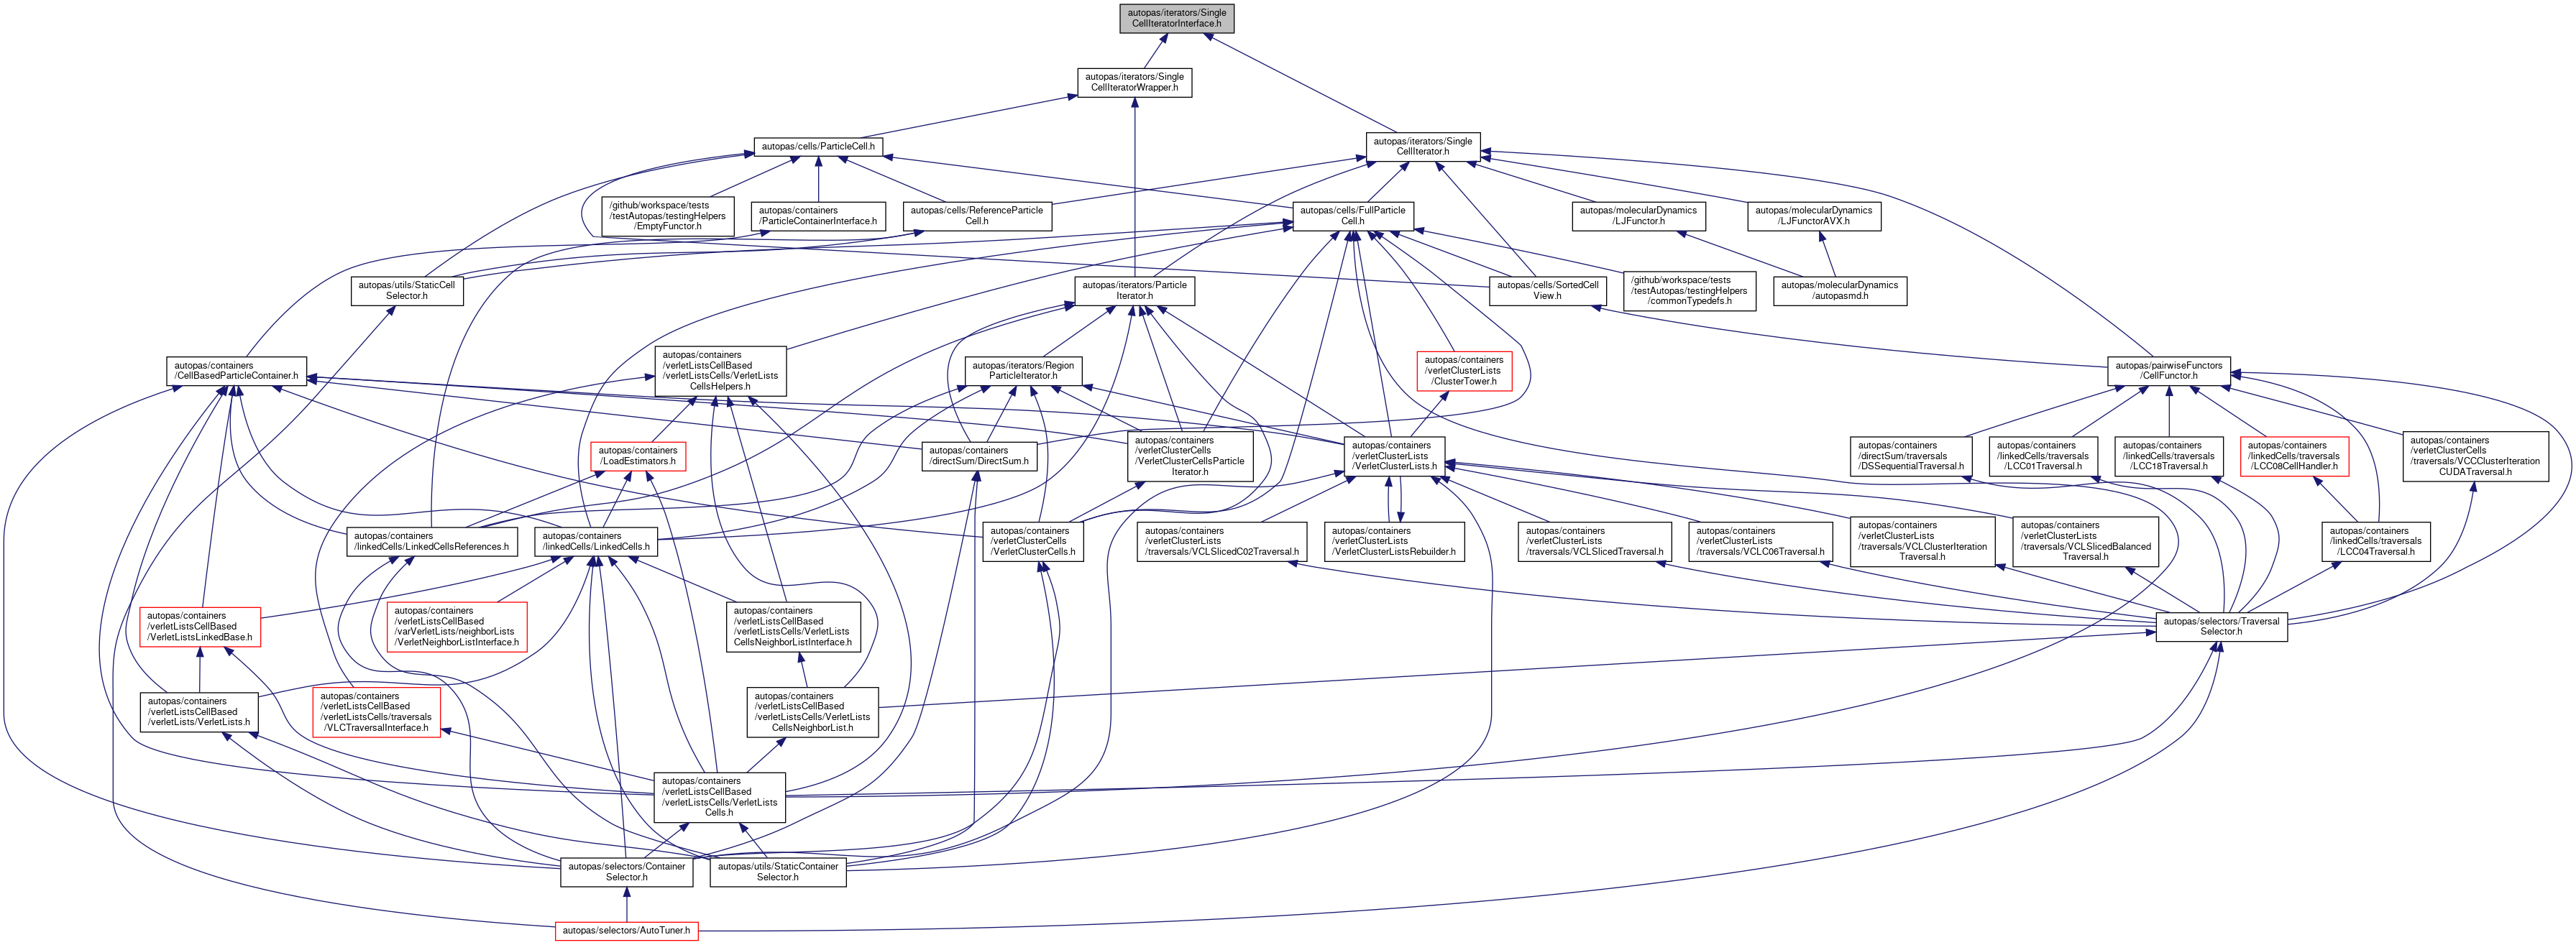 autopas/iterators/Single
CellIteratorInterface.h
autopas/iterators/Single
CellIteratorWrapper.h
autopas/cells/ParticleCell.h
autopas/iterators/Single
CellIterator.h
/github/workspace/tests
/testAutopas/testingHelpers
/EmptyFunctor.h
autopas/containers
/ParticleContainerInterface.h
autopas/cells/ReferenceParticle
Cell.h
autopas/cells/FullParticle
Cell.h
autopas/molecularDynamics
/LJFunctor.h
autopas/molecularDynamics
/LJFunctorAVX.h
autopas/utils/StaticCell
Selector.h
autopas/iterators/Particle
Iterator.h
autopas/cells/SortedCell
View.h
/github/workspace/tests
/testAutopas/testingHelpers
/commonTypedefs.h
autopas/molecularDynamics
/autopasmd.h
autopas/containers
/CellBasedParticleContainer.h
autopas/containers
/verletListsCellBased
/verletListsCells/VerletLists
CellsHelpers.h
autopas/iterators/Region
ParticleIterator.h
autopas/containers
/verletClusterLists
/ClusterTower.h
autopas/pairwiseFunctors
/CellFunctor.h
autopas/containers
/LoadEstimators.h
autopas/containers
/directSum/DirectSum.h
autopas/containers
/verletClusterCells
/VerletClusterCellsParticle
Iterator.h
autopas/containers
/verletClusterLists
/VerletClusterLists.h
autopas/containers
/directSum/traversals
/DSSequentialTraversal.h
autopas/containers
/linkedCells/traversals
/LCC01Traversal.h
autopas/containers
/linkedCells/traversals
/LCC18Traversal.h
autopas/containers
/linkedCells/traversals
/LCC08CellHandler.h
autopas/containers
/verletClusterCells
/traversals/VCCClusterIteration
CUDATraversal.h
autopas/containers
/linkedCells/LinkedCellsReferences.h
autopas/containers
/linkedCells/LinkedCells.h
autopas/containers
/verletClusterCells
/VerletClusterCells.h
autopas/containers
/verletClusterLists
/traversals/VCLSlicedC02Traversal.h
autopas/containers
/verletClusterLists
/VerletClusterListsRebuilder.h
autopas/containers
/verletClusterLists
/traversals/VCLSlicedTraversal.h
autopas/containers
/verletClusterLists
/traversals/VCLC06Traversal.h
autopas/containers
/verletClusterLists
/traversals/VCLClusterIteration
Traversal.h
autopas/containers
/verletClusterLists
/traversals/VCLSlicedBalanced
Traversal.h
autopas/containers
/linkedCells/traversals
/LCC04Traversal.h
autopas/containers
/verletListsCellBased
/VerletListsLinkedBase.h
autopas/containers
/verletListsCellBased
/varVerletLists/neighborLists
/VerletNeighborListInterface.h
autopas/containers
/verletListsCellBased
/verletListsCells/VerletLists
CellsNeighborListInterface.h
autopas/selectors/Traversal
Selector.h
autopas/containers
/verletListsCellBased
/verletLists/VerletLists.h
autopas/containers
/verletListsCellBased
/verletListsCells/traversals
/VLCTraversalInterface.h
autopas/containers
/verletListsCellBased
/verletListsCells/VerletLists
CellsNeighborList.h
autopas/containers
/verletListsCellBased
/verletListsCells/VerletLists
Cells.h
autopas/selectors/Container
Selector.h
autopas/utils/StaticContainer
Selector.h
autopas/selectors/AutoTuner.h